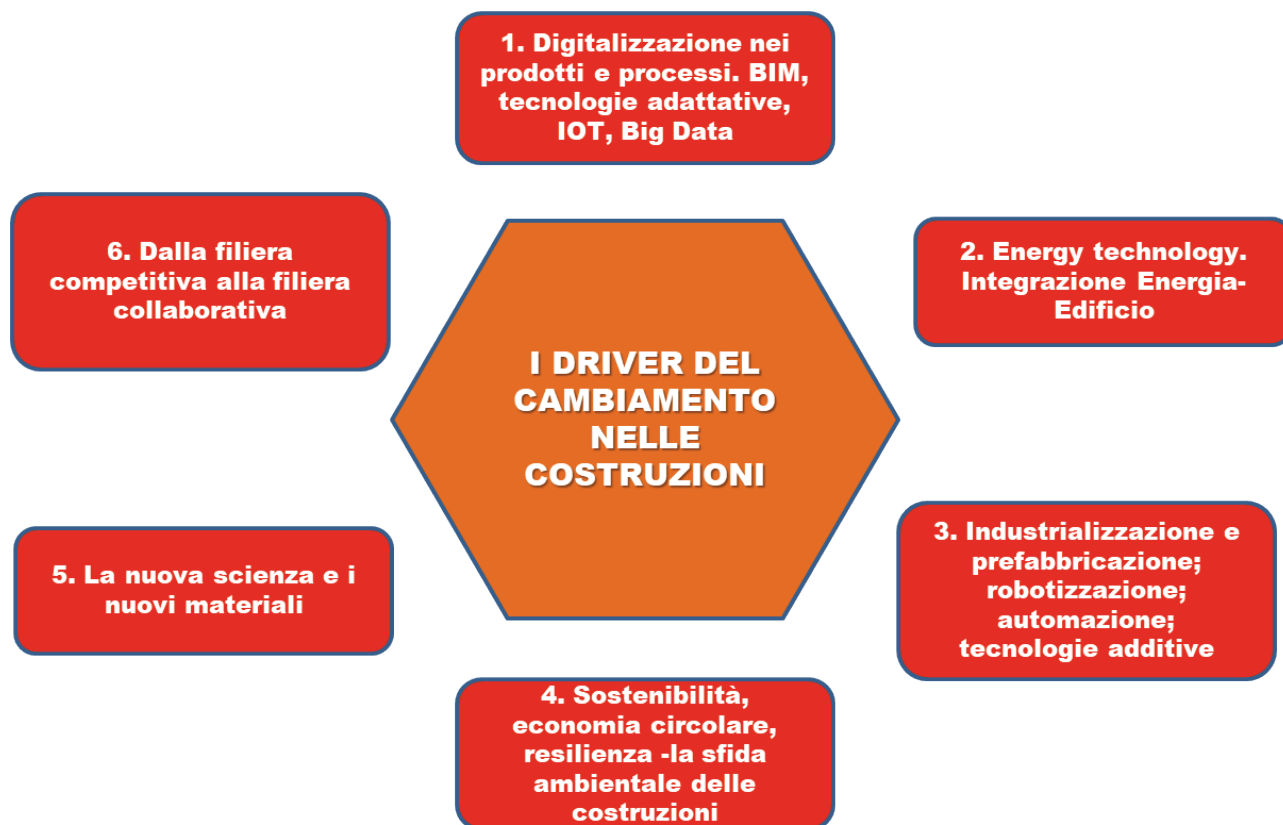 1. Digitalizzazione nei
prodotti e processi. BIM,
tecnologie adattative,
IOT, Big Data
6. Dalla filiera
competitiva alla filiera
collaborativa
2. Energy technology.
Integrazione Energia-
Edificio
I DRIVER DEL
CAMBIAMENTO
NELLE
COSTRUZIONI
5. La nuova scienza e i
nuovi materiali
3. Industrializzazione e
prefabbricazione;
robotizzazione;
automazione;
tecnologie additive
4. Sostenibilità,
economia circolare,
resilienza -la sfida
ambientale delle
costruzioni